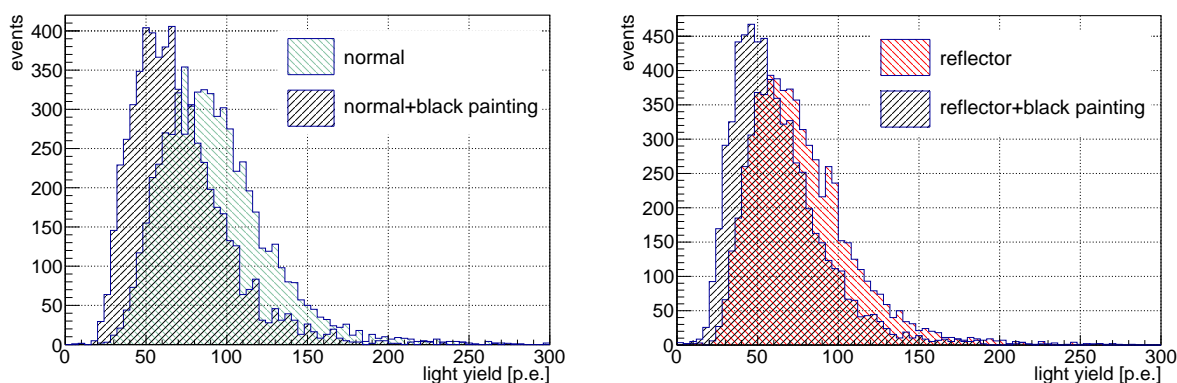 events
400
350
300
250
200
150
100
50
0
normal
normal+black painting
0 50 100 150 200 250 300
light yield [p.e.]
events
450
400
350
300
250
200
150
100
50
0
reflector
reflector+black painting
0 50 100 150 200 250 300
light yield [p.e.]